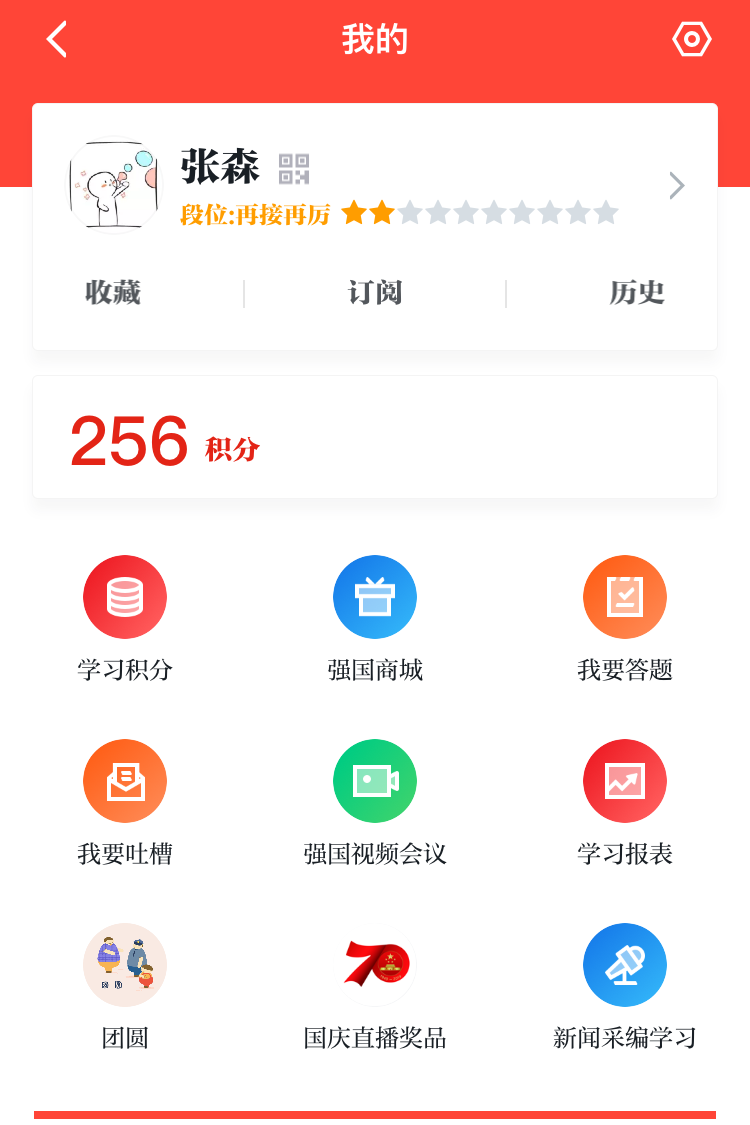 我的
张森
段位:再接再厉
收藏
订阅
历史
256 积分
学习积分
强国商城
我要答题
我要吐槽
强国视频会议
学习报表
70
团圆
国庆直播奖品
新闻采编学习